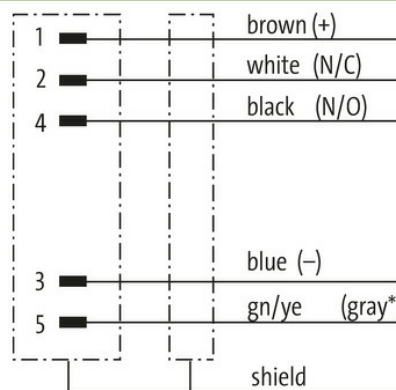 1 brown (+)
2 white (N/C)
4 black (N/O)
3 blue (–)
5 gn/ye (gray*
shield